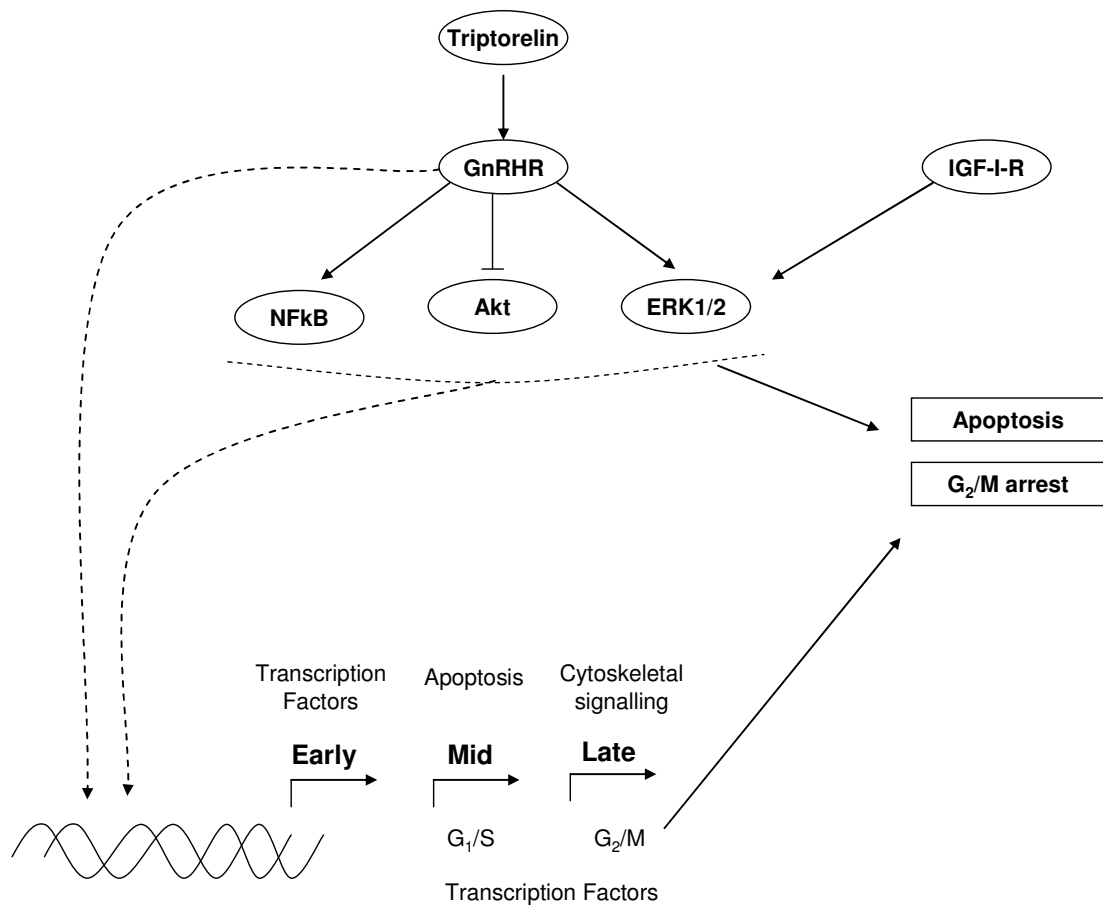 Triptorelin
GnRHR
IGF-I-R
NFkB
Akt
ERK1/2
Apoptosis
G₂/M arrest
Transcription
Factors
Apoptosis
Cytoskeletal
signalling
Early
Mid
Late
G₁/S
G₂/M
Transcription Factors